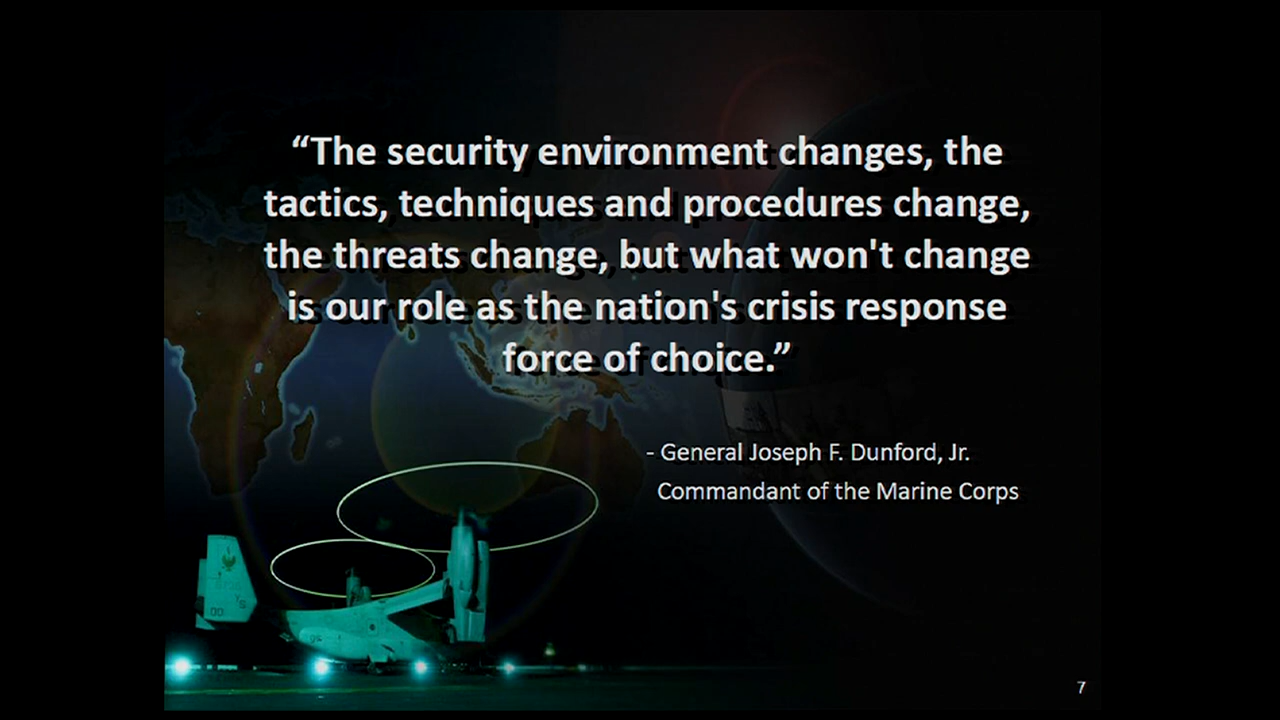 “The security environment changes, the
tactics, techniques and procedures change,
the threats change, but what won't change
is our role as the nation's crisis response
force of choice.”
- General Joseph F. Dunford, Jr.
Commandant of the Marine Corps
YS
00
7